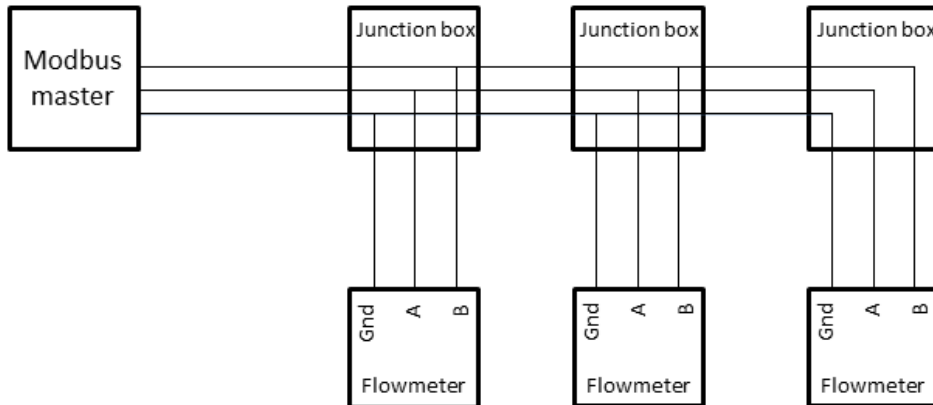 Modbus
master
Junction box
Junction box
Junction box
Gnd
A
B
Flowmeter
Gnd
A
B
Flowmeter
Gnd
A
B
Flowmeter